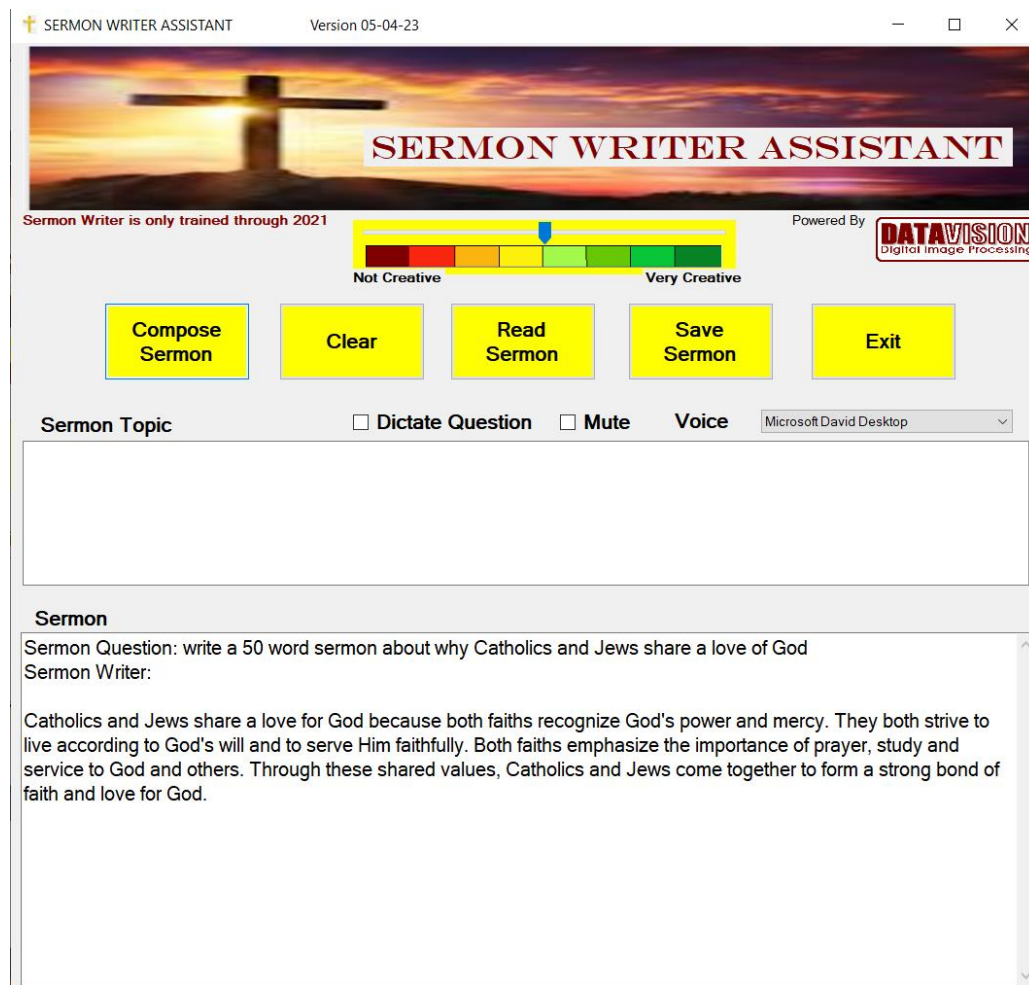 SERMON WRITER ASSISTANT Version 05-04-23
SERMON WRITER ASSISTANT
Sermon Writer is only trained through 2021
Powered By
DATAVISION
Digital Image Processing
Not Creative Very Creative
Compose Sermon
Clear
Read Sermon
Save Sermon
Exit
Sermon Topic
Dictate Question
Mute
Voice
Microsoft David Desktop
Sermon
Sermon Question: write a 50 word sermon about why Catholics and Jews share a love of God
Sermon Writer:
Catholics and Jews share a love for God because both faiths recognize God's power and mercy. They both strive to
live according to God's will and to serve Him faithfully. Both faiths emphasize the importance of prayer, study and
service to God and others. Through these shared values, Catholics and Jews come together to form a strong bond of
faith and love for God.